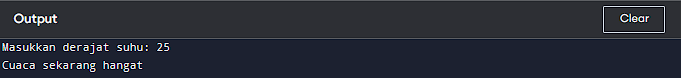 Output
Clear
Masukkan derajat suhu: 25
Cuaca sekarang hangat